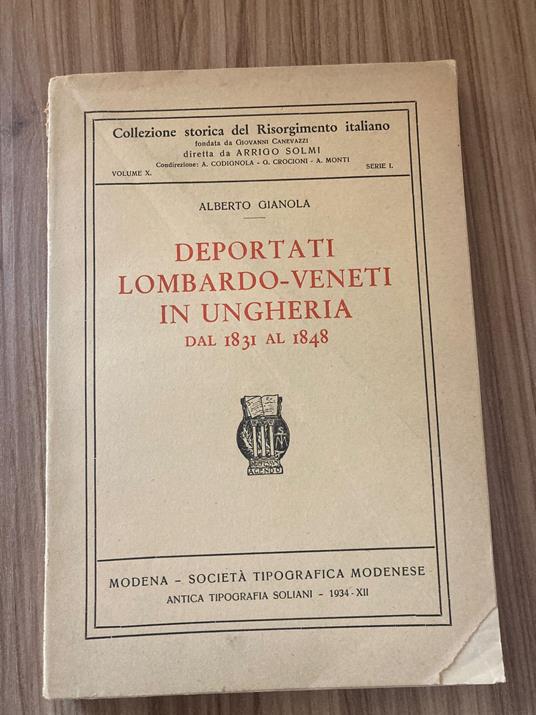 Collezione storica del Risorgimento italiano
fondata da GIOVANNI CANEVAZZI
diretta da ARRIGO SOLMI
Condirezione: A. CODIGNOLA - G. CROCIONI - A. MONTI
VOLUME X. SERIE I.
ALBERTO GIANOLA
DEPORTATI
LOMBARDO-VENETI
IN UNGHERIA
DAL 1831 AL 1848
AGENDO
MODENA – SOCIETÀ TIPOGRAFICA MODENESE
ANTICA TIPOGRAFIA SOLIANI – 1934-XII